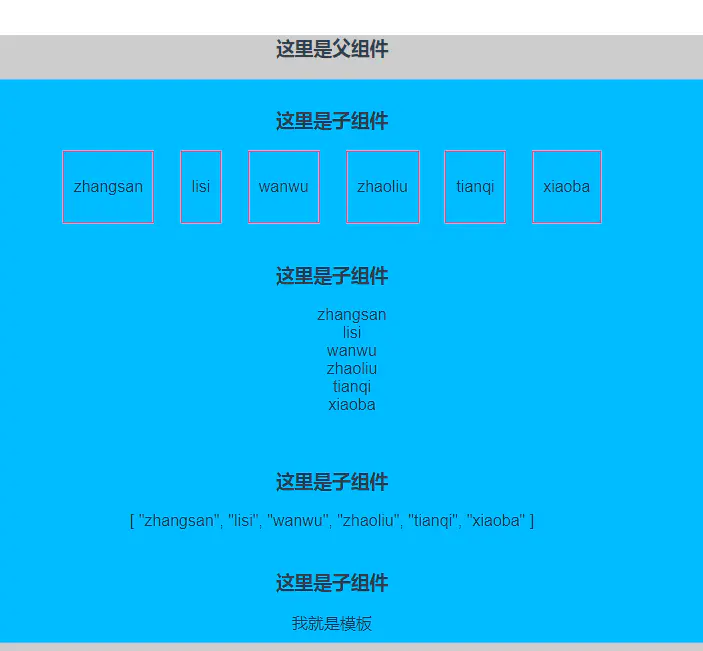 这里是父组件
这里是子组件
zhangsan lisi wanwu zhaoliu tianqi xiaoba
这里是子组件
zhangsan
lisi
wanwu
zhaoliu
tianqi
xiaoba
这里是子组件
[ "zhangsan", "lisi", "wanwu", "zhaoliu", "tianqi", "xiaoba" ]
这里是子组件
我就是模板